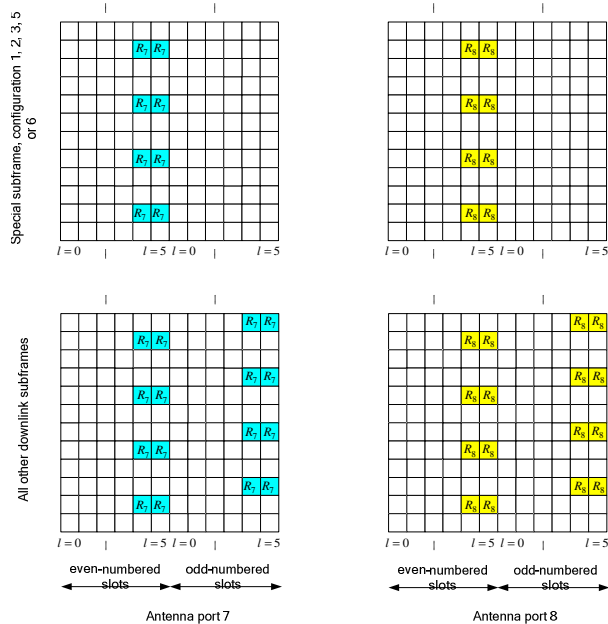 Special subframe, configuration 1, 2, 3, 5
or 6
R7 R7 R8 R8
R7 R7 R8 R8
R7 R7 R8 R8
R7 R7 R8 R8
l = 0 l = 5 l = 0 l = 5 l = 0 l = 5 l = 0 l = 5
All other downlink subframes
R7 R7 R8 R8
R7 R7 R8 R8
R7 R7 R8 R8
R7 R7 R8 R8
R7 R7 R8 R8
R7 R7 R8 R8
R7 R7 R8 R8
R7 R7 R8 R8
l = 0 l = 5 l = 0 l = 5 l = 0 l = 5 l = 0 l = 5
even-numbered slots odd-numbered slots even-numbered slots odd-numbered slots
Antenna port 7 Antenna port 8